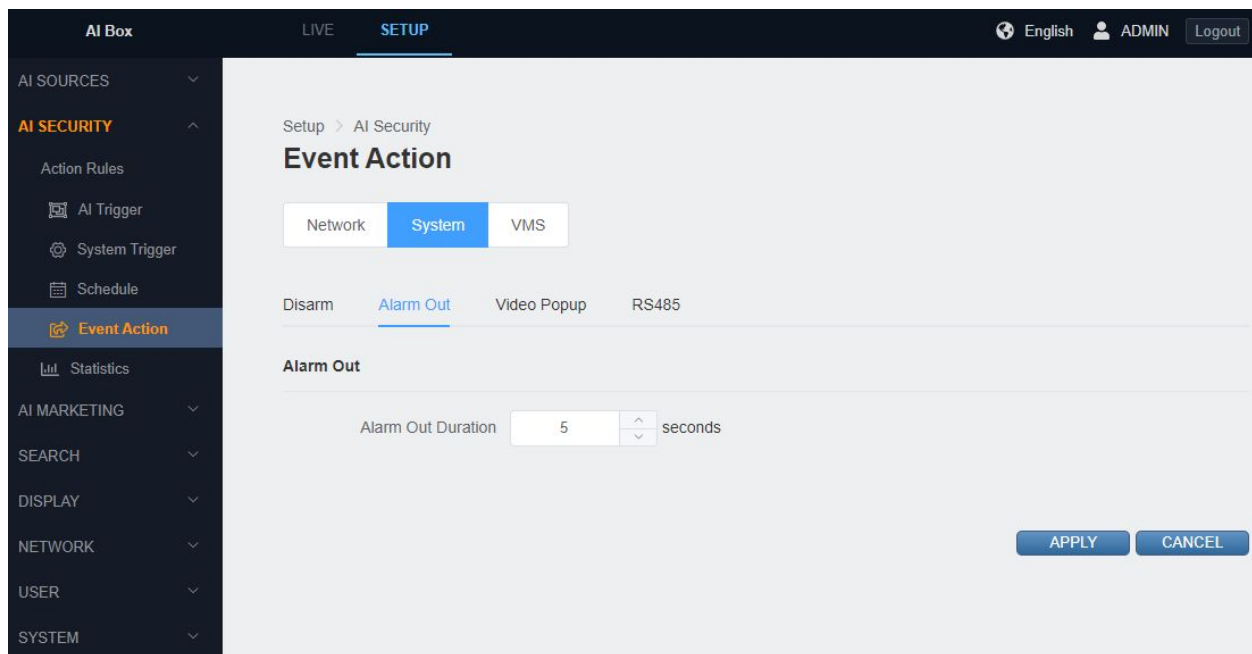 AI Box LIVE SETUP English ADMIN Logout
AI SOURCES
AI SECURITY
Action Rules
AI Trigger
System Trigger
Schedule
Event Action
Statistics
AI MARKETING
SEARCH
DISPLAY
NETWORK
USER
SYSTEM
Setup > AI Security
Event Action
Network System VMS
Disarm Alarm Out Video Popup RS485
Alarm Out
Alarm Out Duration 5 seconds
APPLY CANCEL